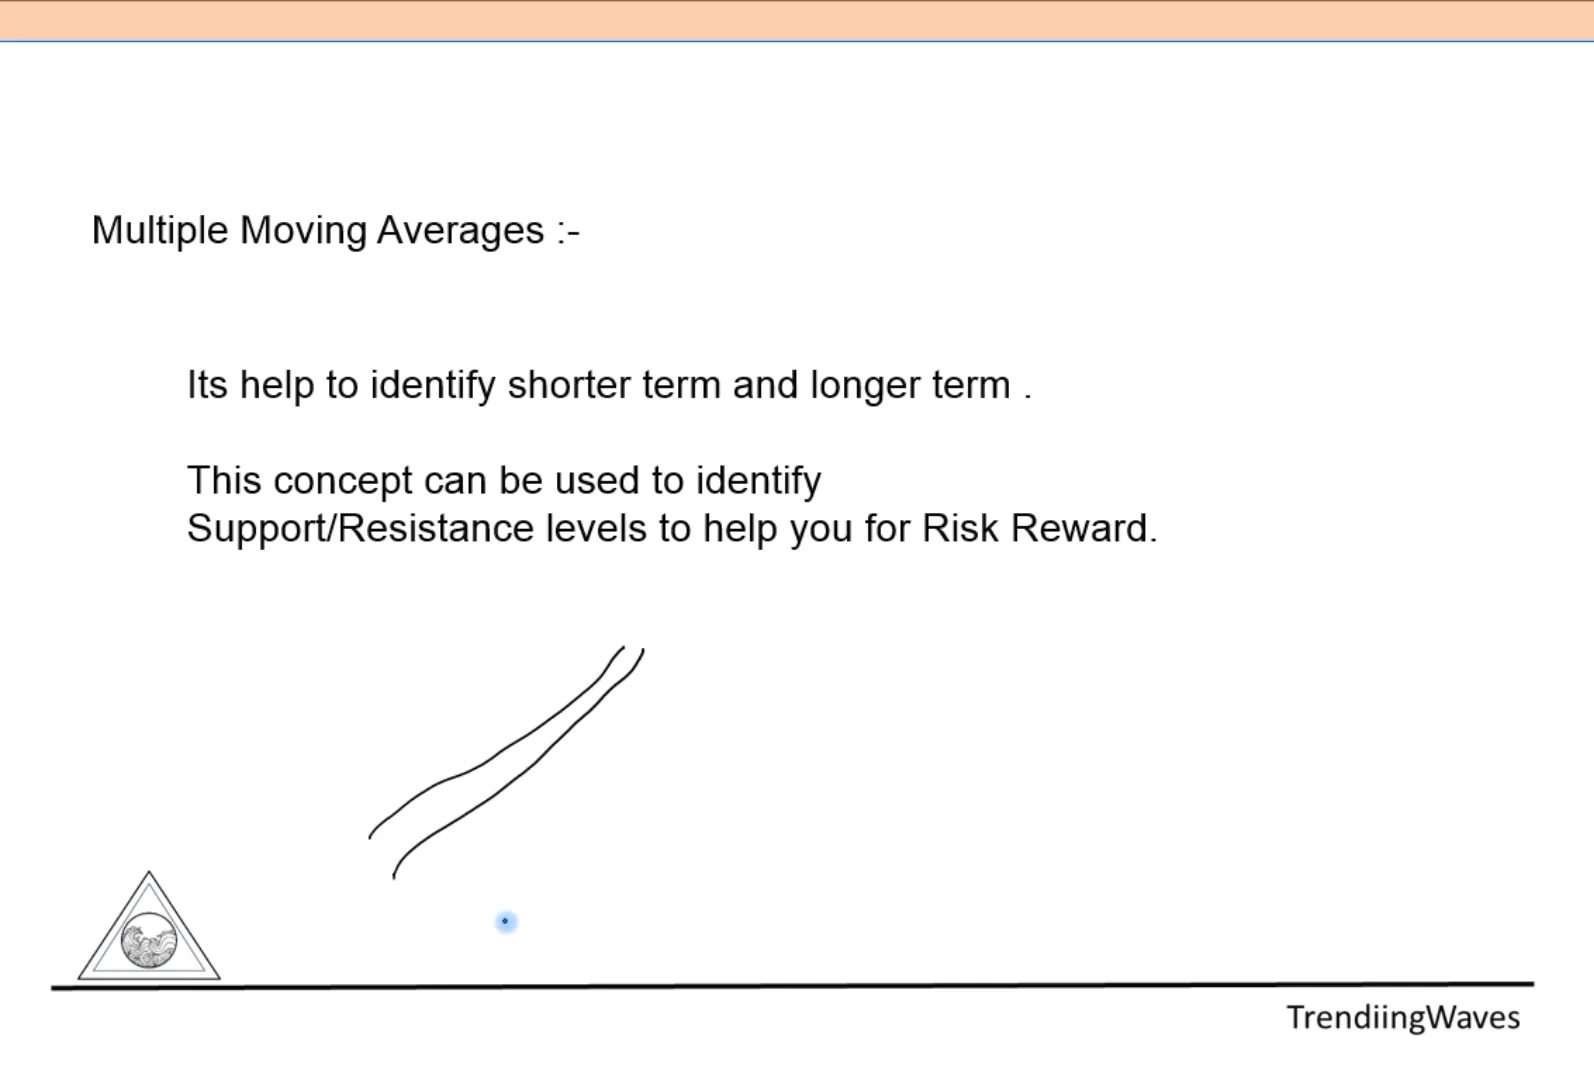 Multiple Moving Averages :-
Its help to identify shorter term and longer term .
This concept can be used to identify
Support/Resistance levels to help you for Risk Reward.
TrendiingWaves